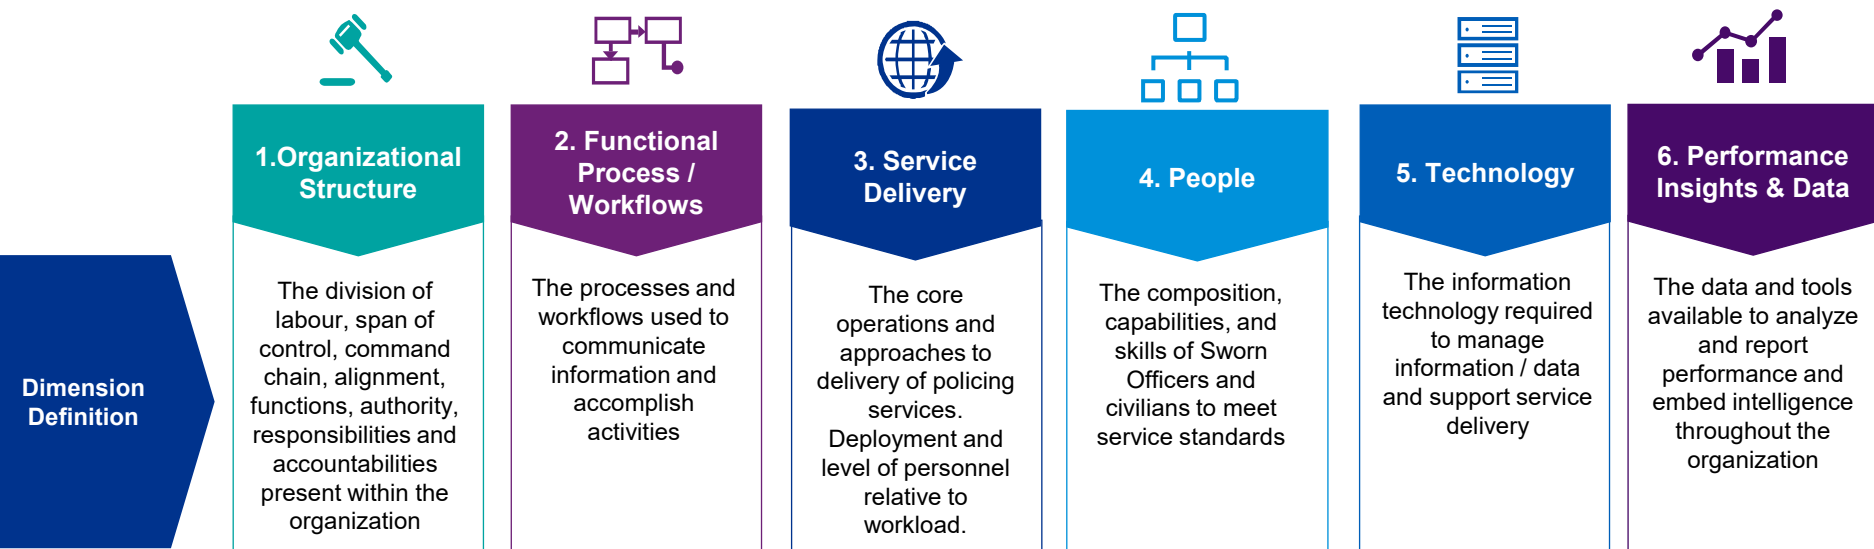 1.Organizational
Structure
2. Functional
Process /
Workflows
3. Service
Delivery
4. People
5. Technology
6. Performance
Insights & Data
Dimension
Definition
The division of
labour, span of
control, command
chain, alignment,
functions, authority,
responsibilities and
accountabilities
present within the
organization
The processes and
workflows used to
communicate
information and
accomplish
activities
The core
operations and
approaches to
delivery of policing
services.
Deployment and
level of personnel
relative to
workload.
The composition,
capabilities, and
skills of Sworn
Officers and
civilians to meet
service standards
The information
technology required
to manage
information / data
and support service
delivery
The data and tools
available to analyze
and report
performance and
embed intelligence
throughout the
organization